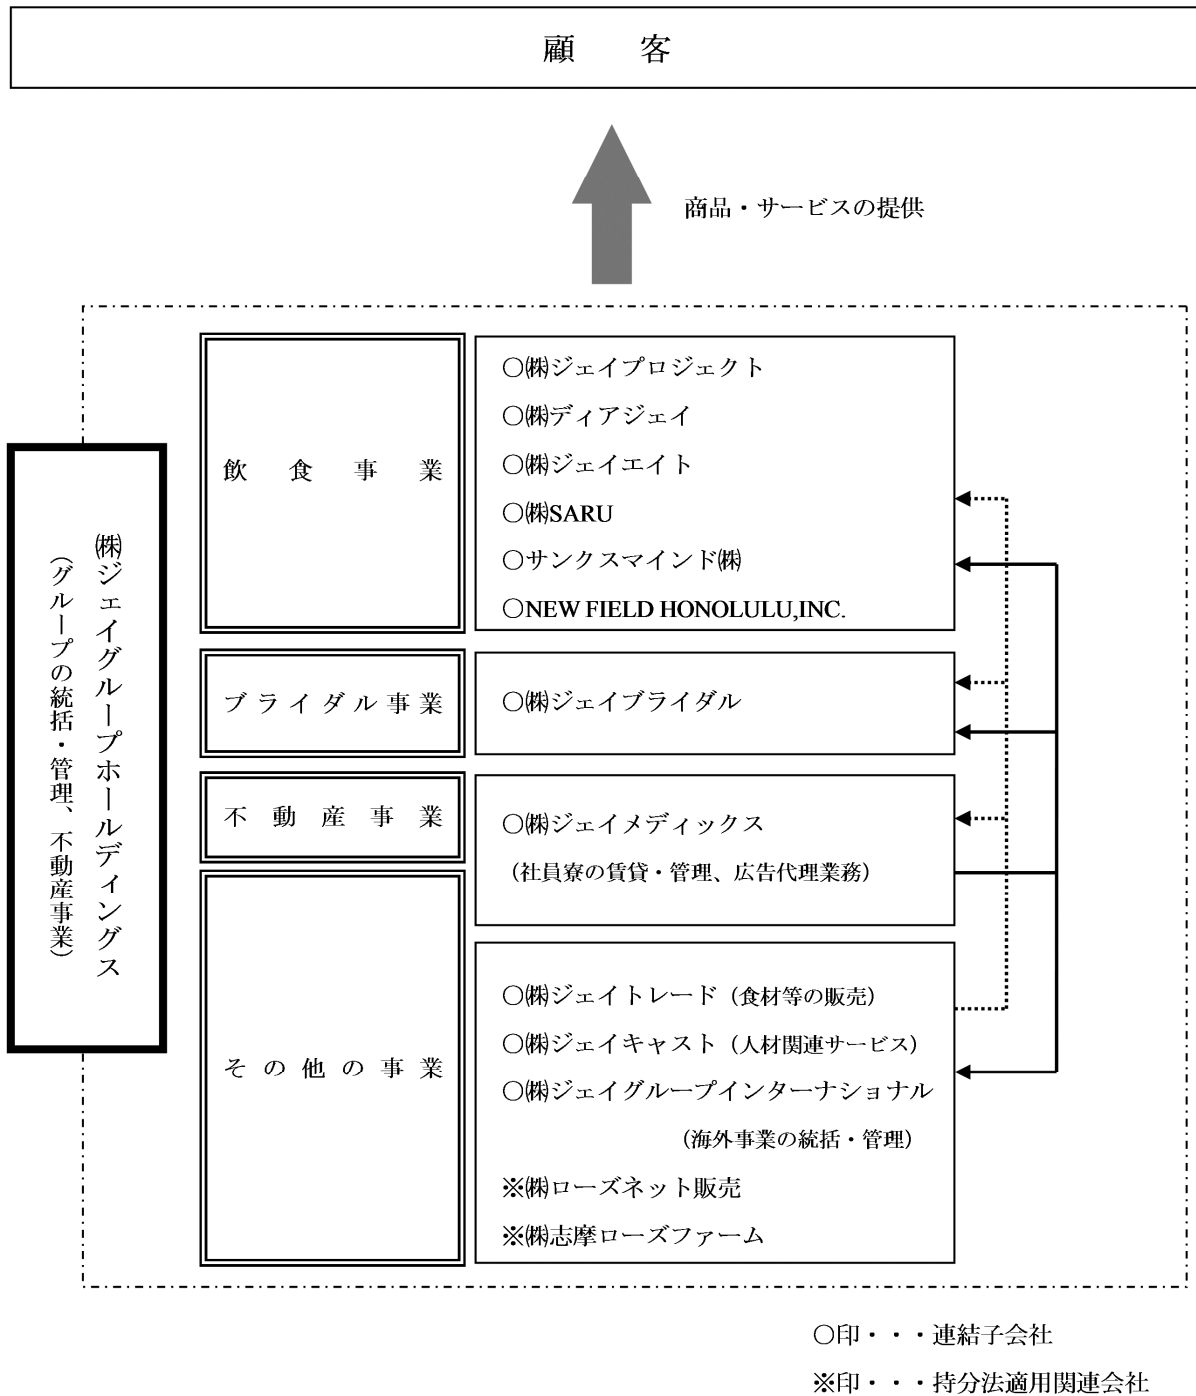 顧　客
商品・サービスの提供
㈱ジェイグループホールディングス
（グループの統括・管理、不動産事業）
飲食事業
○㈱ジェイプロジェクト
○㈱ディアジェイ
○㈱ジェイエイト
○㈱SARU
○サンクスマインド㈱
○NEW FIELD HONOLULU,INC.
ブライダル事業
○㈱ジェイブライダル
不動産事業
○㈱ジェイメディックス
（社員寮の賃貸・管理、広告代理業務）
その他の事業
○㈱ジェイトレード（食材等の販売）
○㈱ジェイキャスト（人材関連サービス）
○㈱ジェイグループインターナショナル
（海外事業の統括・管理）
※㈱ローズネット販売
※㈱志摩ローズファーム
○印・・・連結子会社
※印・・・持分法適用関連会社